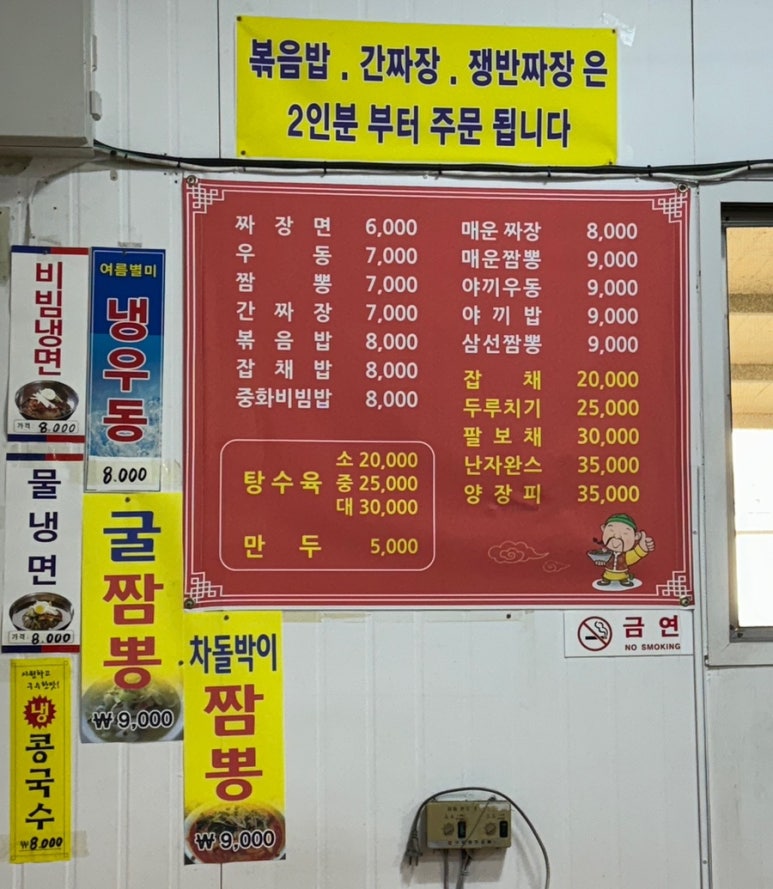 볶음밥 . 간짜장 . 쟁반짜장 은
2인분 부터 주문 됩니다
짜장면 6,000
우동 7,000
짬뽕 7,000
간짜장 7,000
볶음밥 8,000
잡채밥 8,000
중화비빔밥 8,000
탕수육 소 20,000
중 25,000
대 30,000
만두 5,000
매운 짜장 8,000
매운짬뽕 9,000
야끼우동 9,000
야끼밥 9,000
삼선짬뽕 9,000
잡채 20,000
두루치기 25,000
팔보채 30,000
난자완스 35,000
양장피 35,000
비빔냉면
가격 8.000
여름별미
냉우동
8.000
물냉면
가격 8.000
굴짬뽕
₩9,000
차돌박이
짬뽕
₩9,000
냉콩국수
₩8.000
금연
NO SMOKING